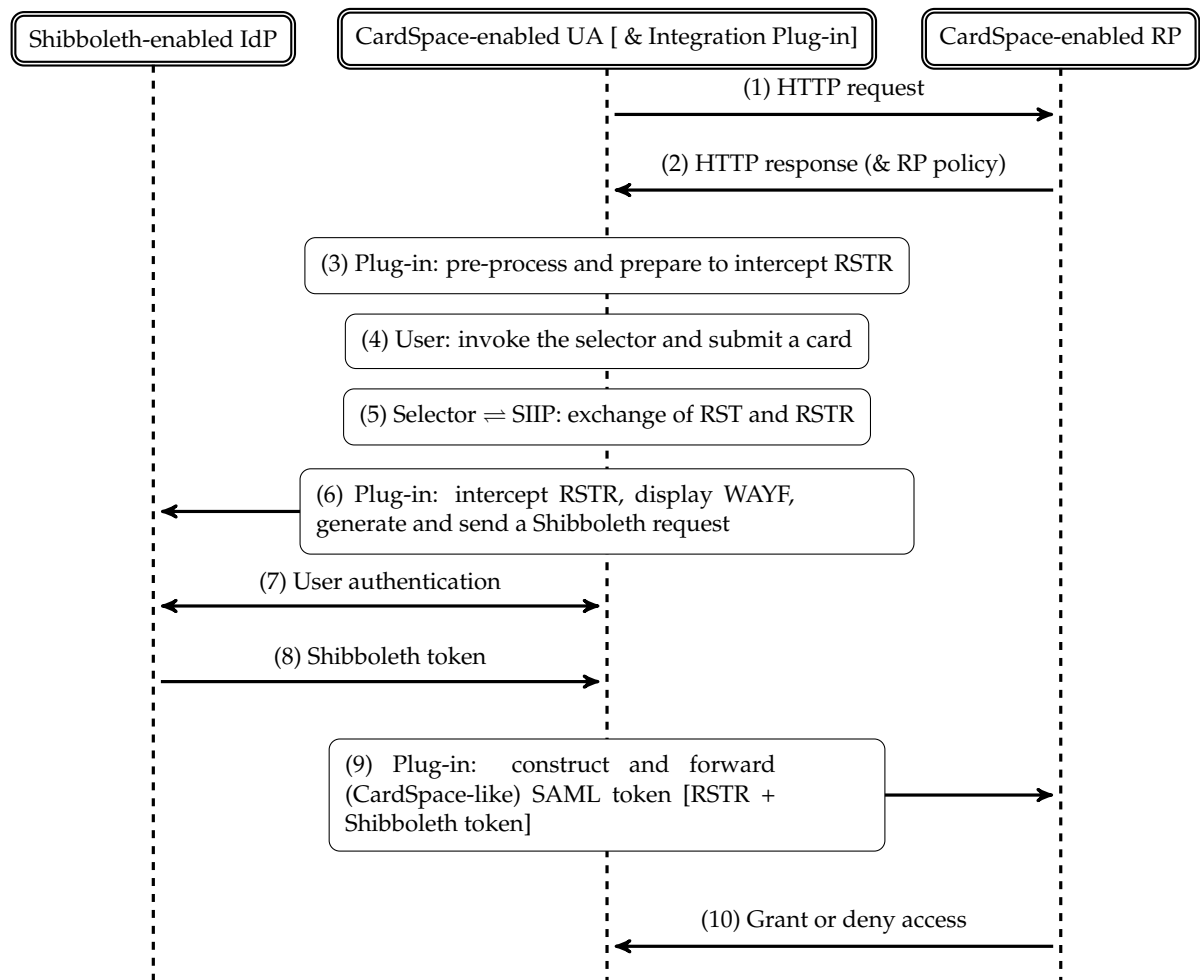 Shibboleth-enabled IdP
CardSpace-enabled UA [ & Integration Plug-in]
CardSpace-enabled RP
(1) HTTP request
(2) HTTP response (& RP policy)
(3) Plug-in: pre-process and prepare to intercept RSTR
(4) User: invoke the selector and submit a card
(5) Selector ⇌ SIIP: exchange of RST and RSTR
(6) Plug-in: intercept RSTR, display WAYF,
generate and send a Shibboleth request
(7) User authentication
(8) Shibboleth token
(9) Plug-in: construct and forward
(CardSpace-like) SAML token [RSTR +
Shibboleth token]
(10) Grant or deny access